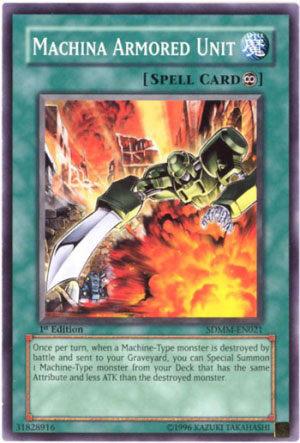 MACHINA ARMORED UNIT 魔
[SPELL CARD]
1st Edition SDMM-EN021
Once per turn, when a Machine-Type monster is destroyed by
battle and sent to your Graveyard, you can Special Summon
1 Machine-Type monster from your Deck that has the same
Attribute and less ATK than the destroyed monster.
31828916 ©1996 KAZUKI TAKAHASHI